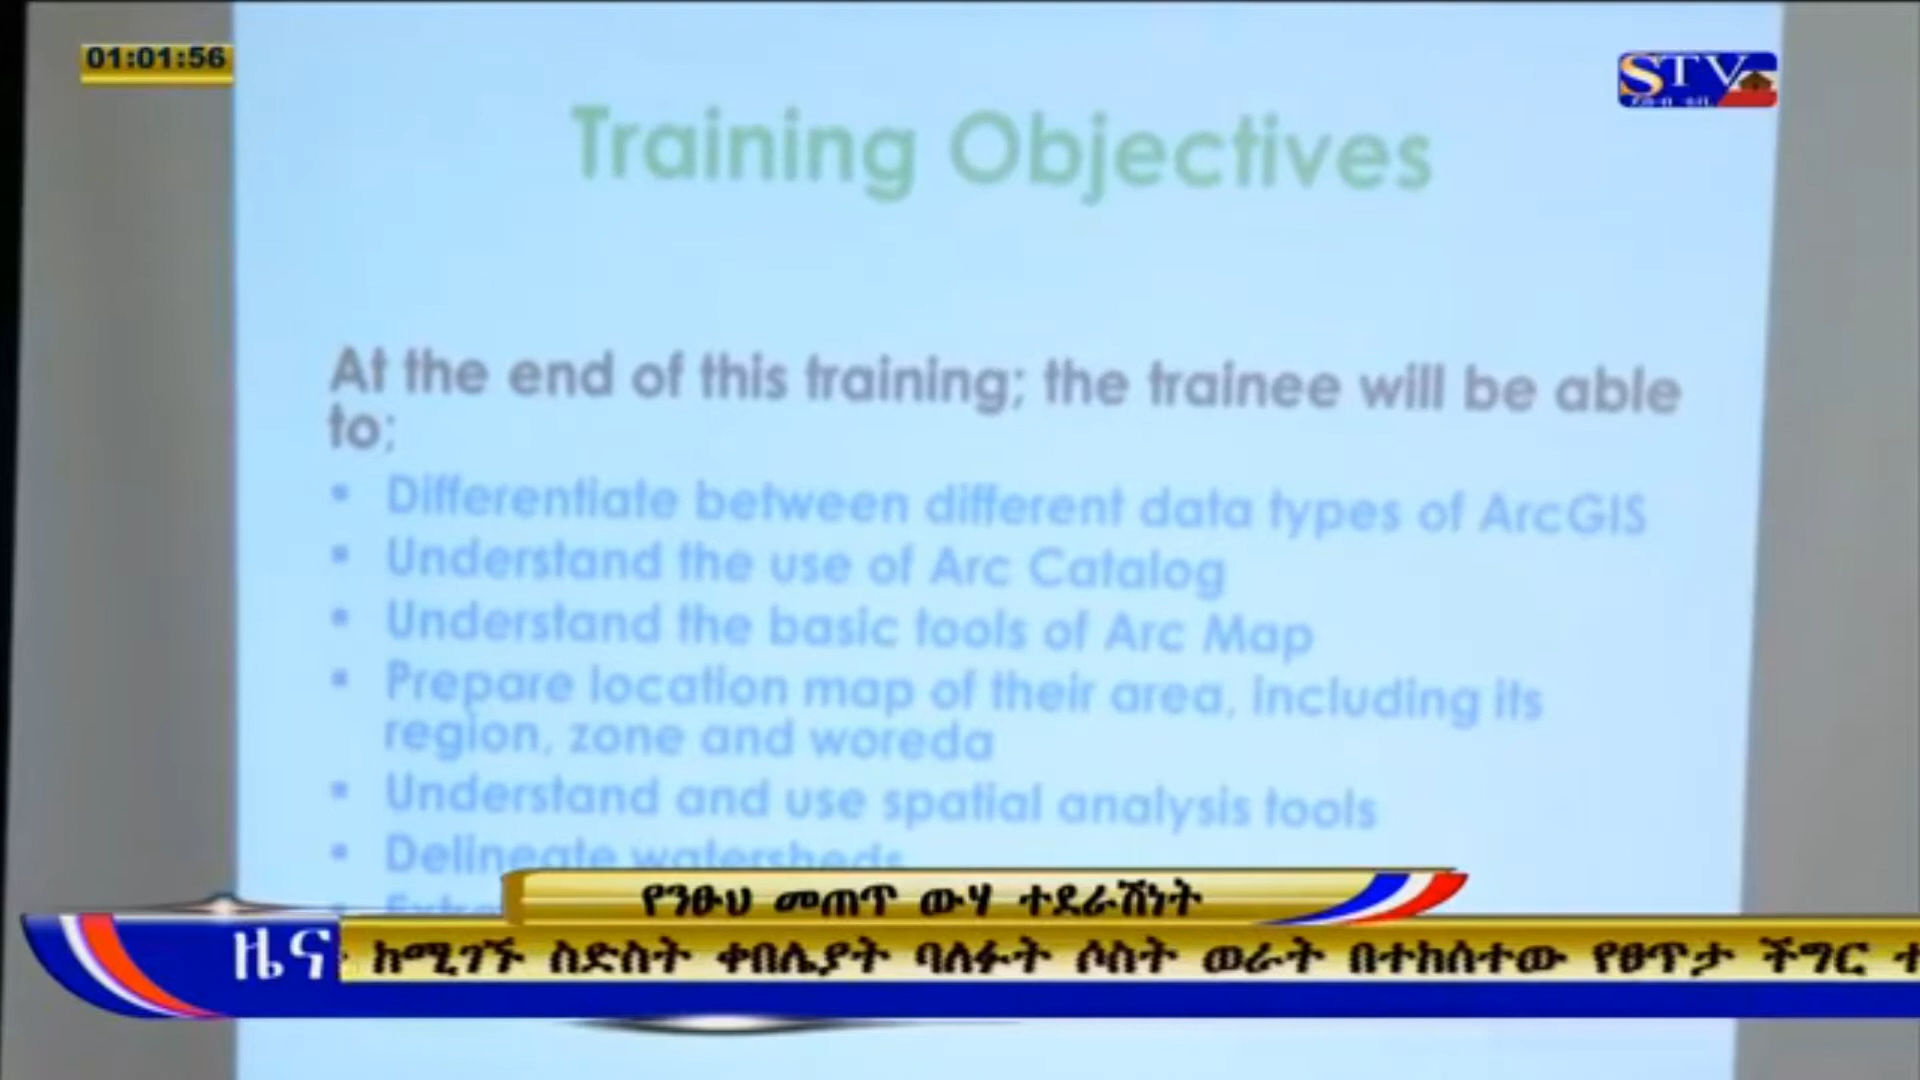 01:01:56
STV
Training Objectives
At the end of this training; the trainee will be able
to:
▪ Differentiate between different data types of ArcGIS
▪ Understand the use of Arc Catalog
▪ Understand the basic tools of Arc Map
▪ Prepare location map of their area, including its
region, zone and woreda
▪ Understand and use spatial analysis tools
▪ Delineate watersheds
የንፁህ መጠጥ ውሃ ተደራሽነት
ዜና
ከሚገኙ ስድስት ቀበሌያት ባለፉት ሶስት ወራት በተከሰተው የፀጥታ ችግር